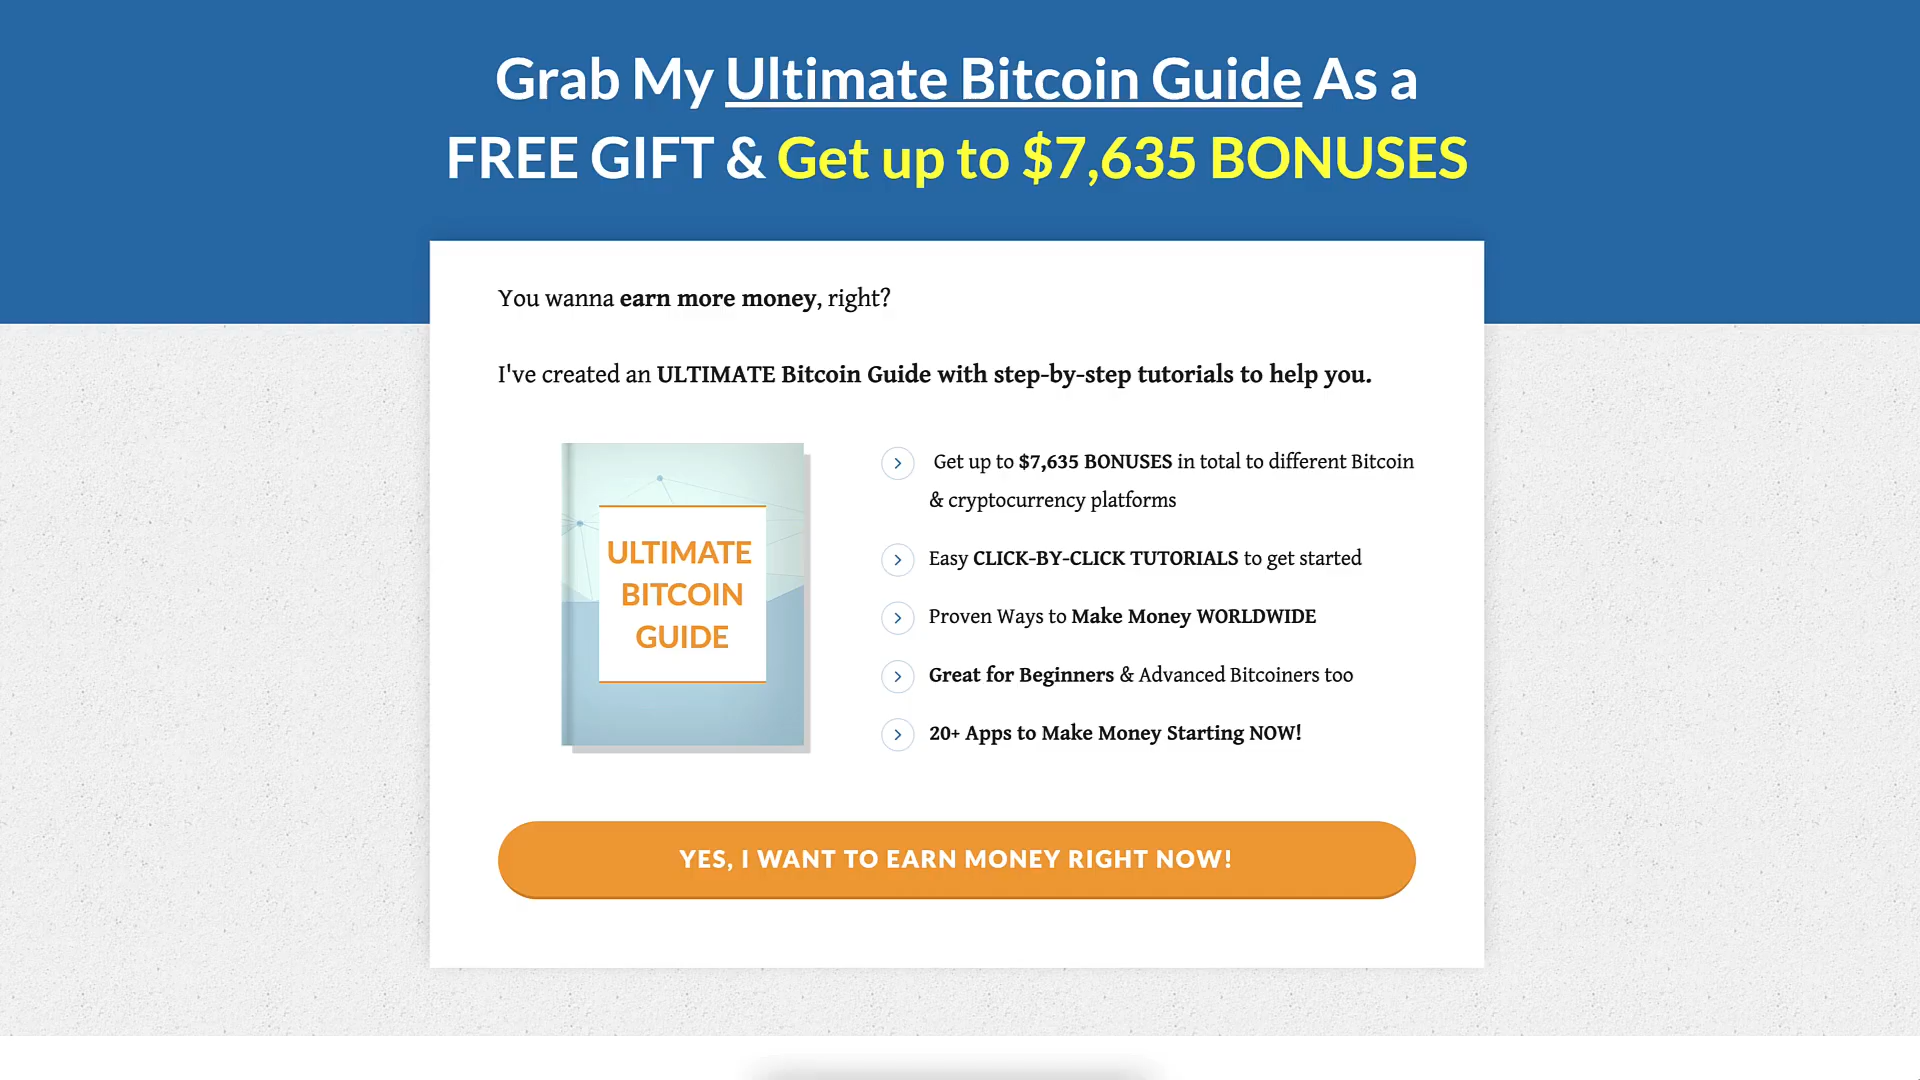 Grab My Ultimate Bitcoin Guide As a
FREE GIFT & Get up to $7,635 BONUSES
You wanna earn more money, right?
I've created an ULTIMATE Bitcoin Guide with step-by-step tutorials to help you.
ULTIMATE
BITCOIN
GUIDE
Get up to $7,635 BONUSES in total to different Bitcoin
& cryptocurrency platforms
Easy CLICK-BY-CLICK TUTORIALS to get started
Proven Ways to Make Money WORLDWIDE
Great for Beginners & Advanced Bitcoiners too
20+ Apps to Make Money Starting NOW!
YES, I WANT TO EARN MONEY RIGHT NOW!